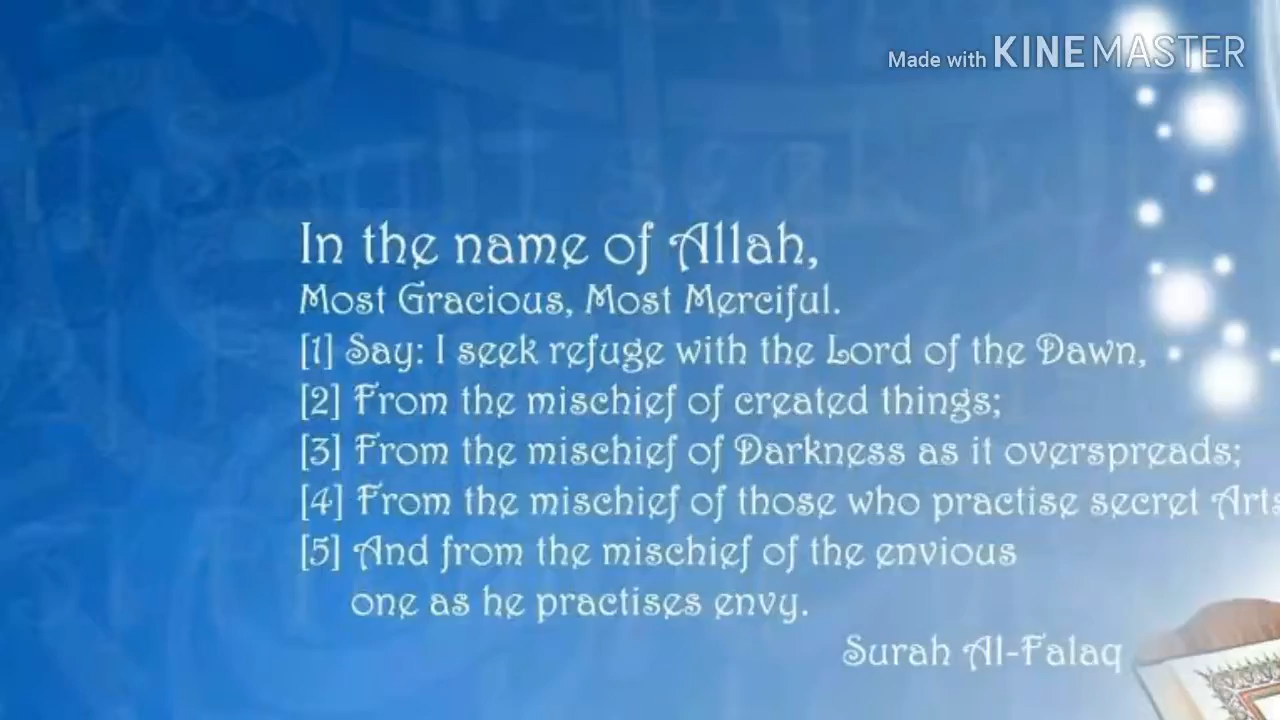 Made with KINEMASTER
In the name of Allah,
Most Gracious, Most Merciful.
[1] Say: I seek refuge with the Lord of the Dawn,
[2] From the mischief of created things;
[3] From the mischief of Darkness as it overspreads;
[4] From the mischief of those who practise secret Arts
[5] And from the mischief of the envious
one as he practises envy.
Surah Al-Falaq